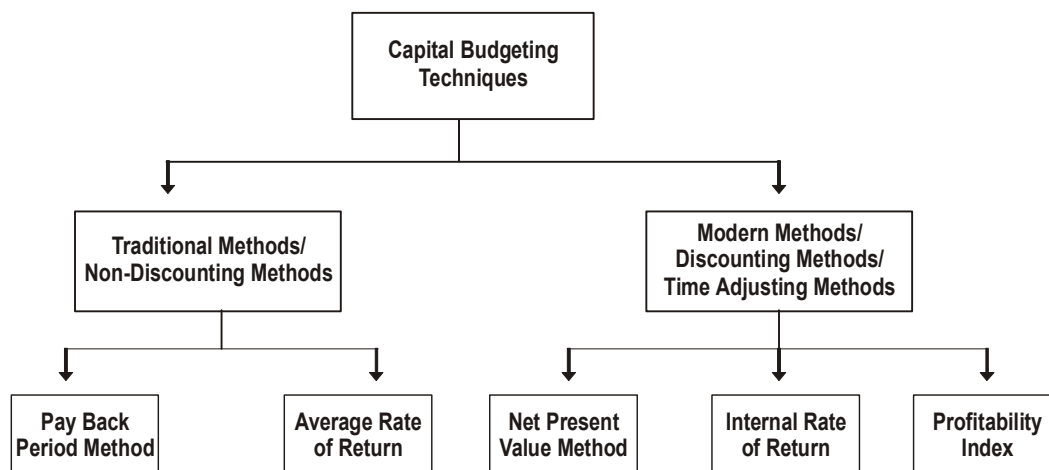 Capital Budgeting
Techniques
Traditional Methods/
Non-Discounting Methods
Modern Methods/
Discounting Methods/
Time Adjusting Methods
Pay Back
Period Method
Average Rate
of Return
Net Present
Value Method
Internal Rate
of Return
Profitability
Index